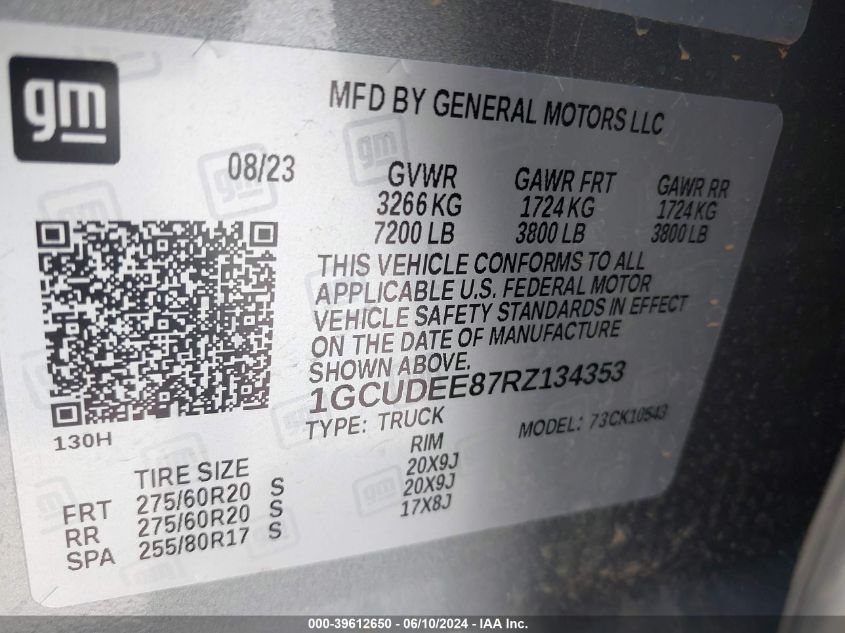 gm
MFD BY GENERAL MOTORS LLC
08/23
GVWR GAWR FRT GAWR RR
3266 KG 1724 KG 1724 KG
7200 LB 3800 LB 3800 LB
THIS VEHICLE CONFORMS TO ALL
APPLICABLE U.S. FEDERAL MOTOR
VEHICLE SAFETY STANDARDS IN EFFECT
ON THE DATE OF MANUFACTURE
SHOWN ABOVE.
1GCUDEE87RZ134353
TYPE: TRUCK MODEL: 73CK10543
130H
TIRE SIZE RIM
FRT 275/60R20 S 20X9J
RR 275/60R20 S 20X9J
SPA 255/80R17 S 17X8J
000-39612650 - 06/10/2024 - IAA Inc.